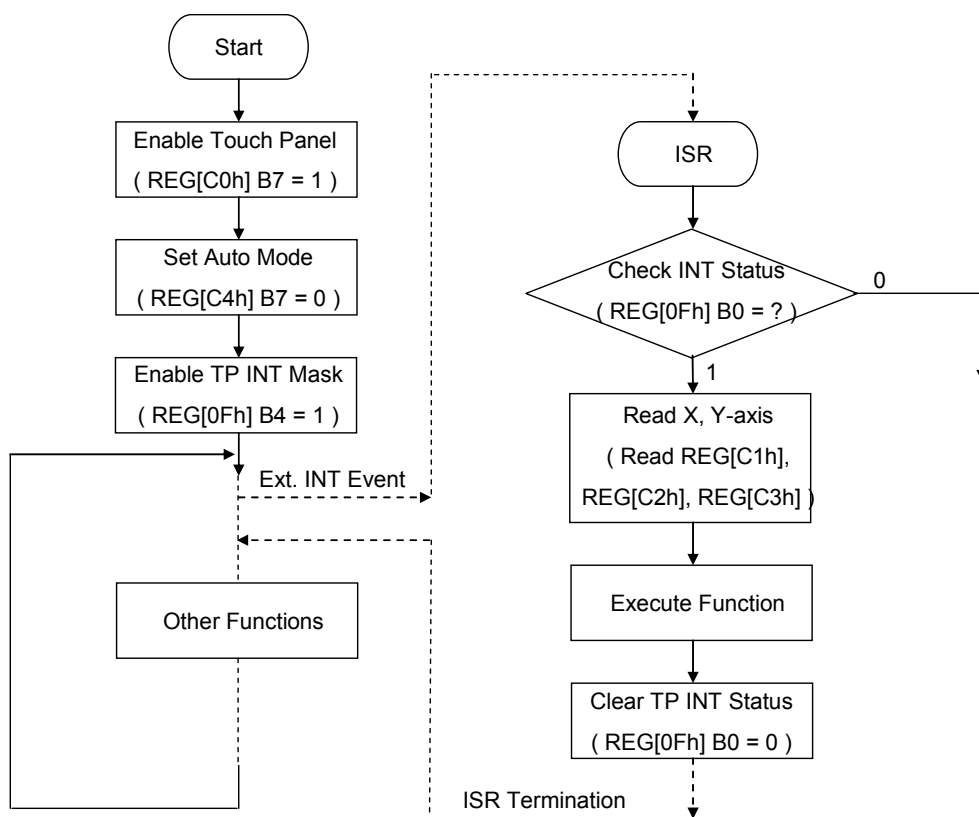 Start
Enable Touch Panel
( REG[C0h] B7 = 1 )
Set Auto Mode
( REG[C4h] B7 = 0 )
Enable TP INT Mask
( REG[0Fh] B4 = 1 )
Ext. INT Event
Other Functions
ISR
Check INT Status
( REG[0Fh] B0 = ? )
0
1
Read X, Y-axis
( Read REG[C1h],
REG[C2h], REG[C3h] )
Execute Function
Clear TP INT Status
( REG[0Fh] B0 = 0 )
ISR Termination